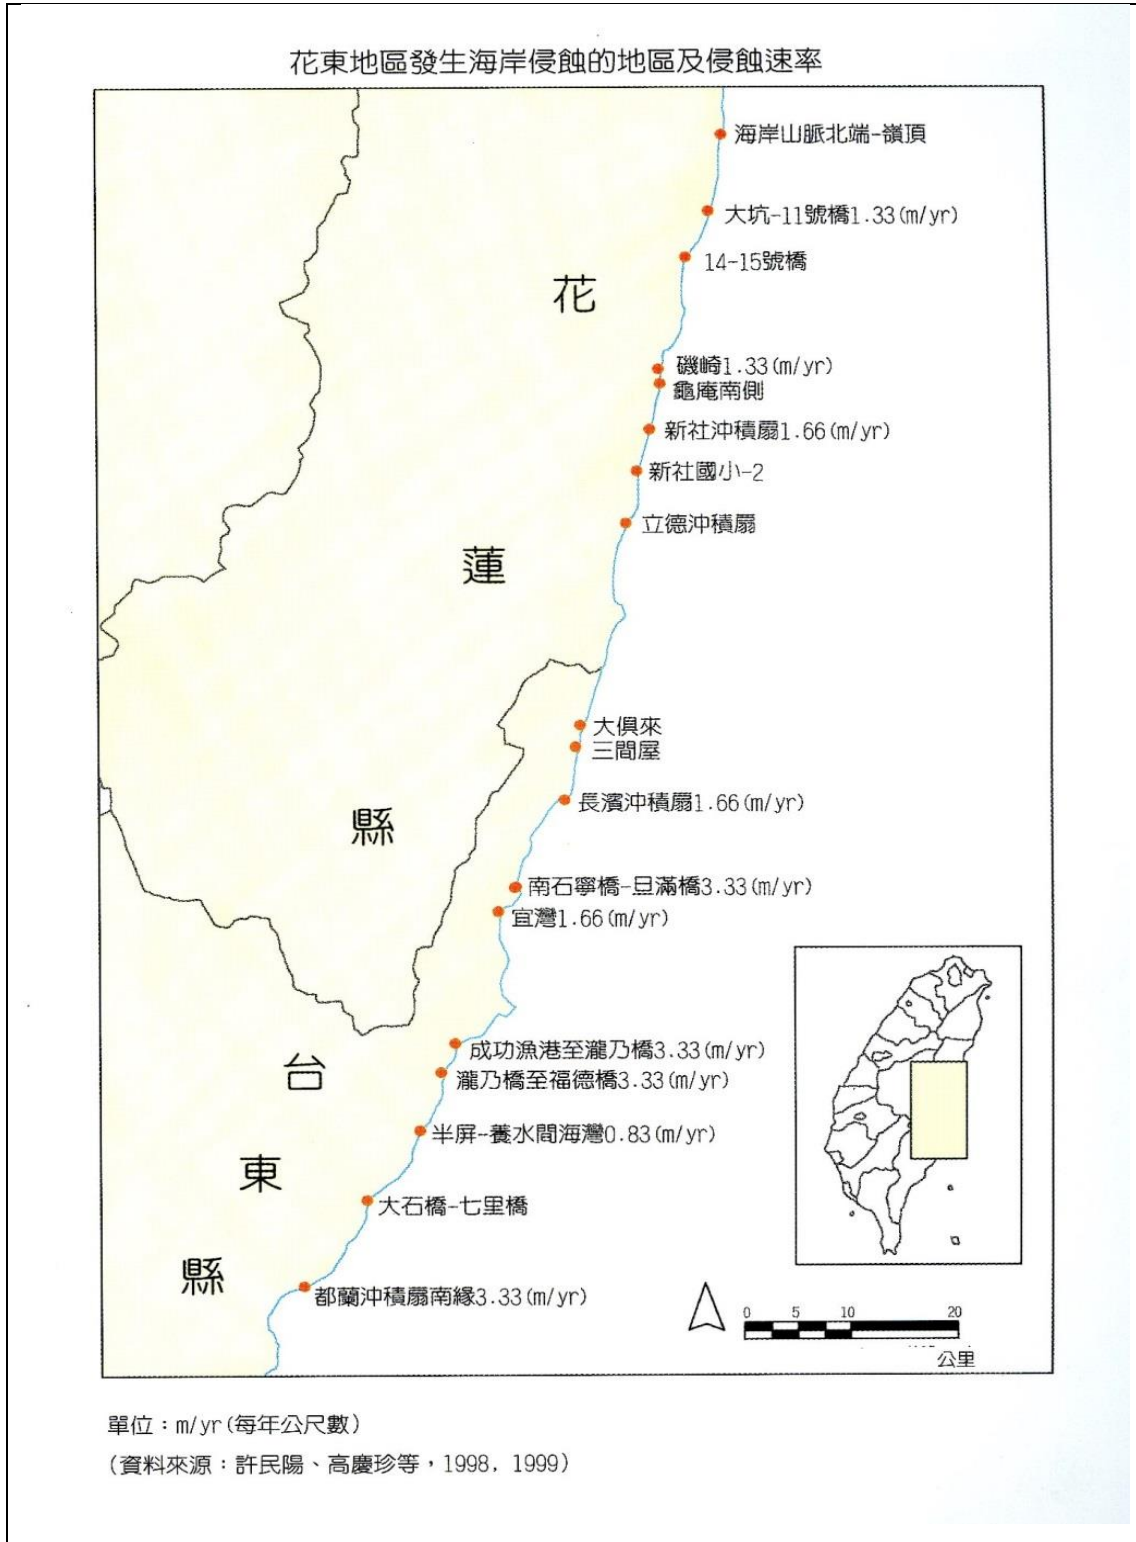 花東地區發生海岸侵蝕的地區及侵蝕速率
海岸山脈北端-嶺頂
大坑-11號橋1.33(m/yr)
14-15號橋
花
磯崎1.33(m/yr)
龜庵南側
新社沖積扇1.66(m/yr)
新社國小-2
立德沖積扇
蓮
大俱來
三間屋
長濱沖積扇1.66(m/yr)
縣
南石寧橋-旦滿橋3.33(m/yr)
宜灣1.66(m/yr)
成功漁港至瀧乃橋3.33(m/yr)
台
瀧乃橋至福德橋3.33(m/yr)
半屏-養水間海灣0.83(m/yr)
東
大石橋-七里橋
縣
都蘭沖積扇南緣3.33(m/yr)
0 5 10 20
公里
單位：m/yr(每年公尺數)
(資料來源：許民陽、高慶珍等，1998, 1999)